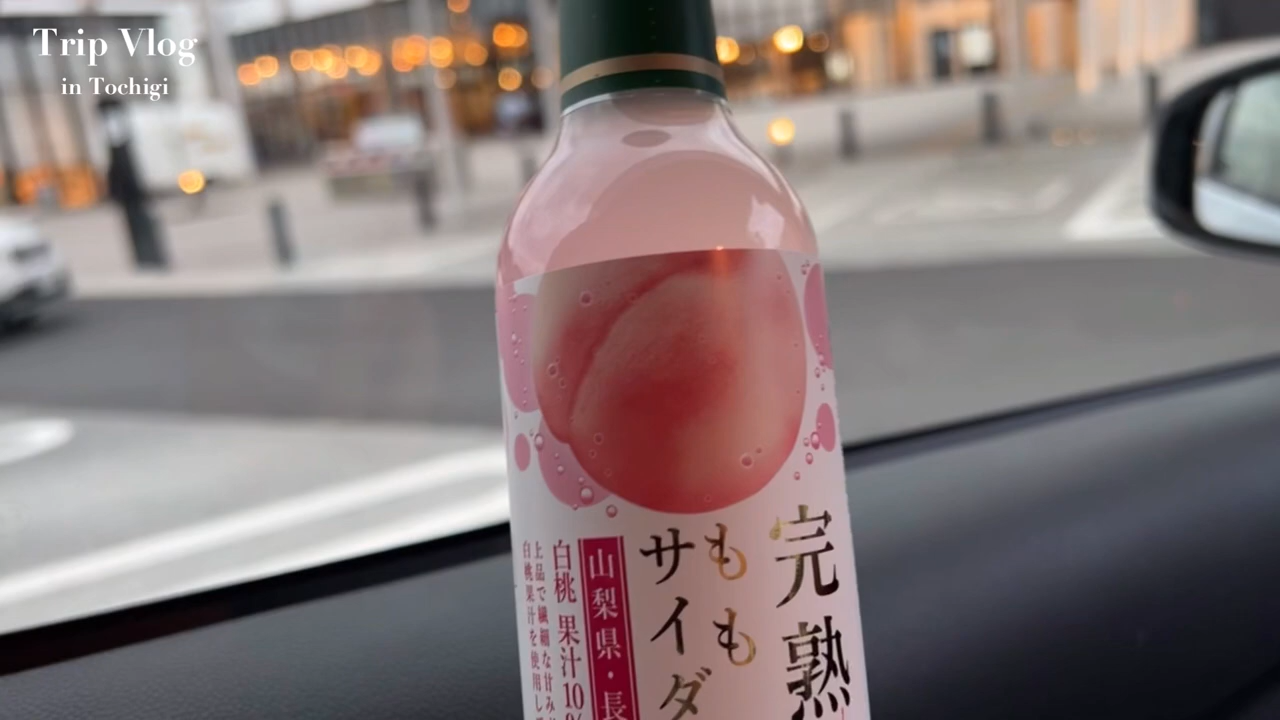 Trip Vlog
in Tochigi
完熟
もも
サイダ
山梨県・長
白桃 果汁10%
上品で繊細な甘み
白桃果汁を使用し